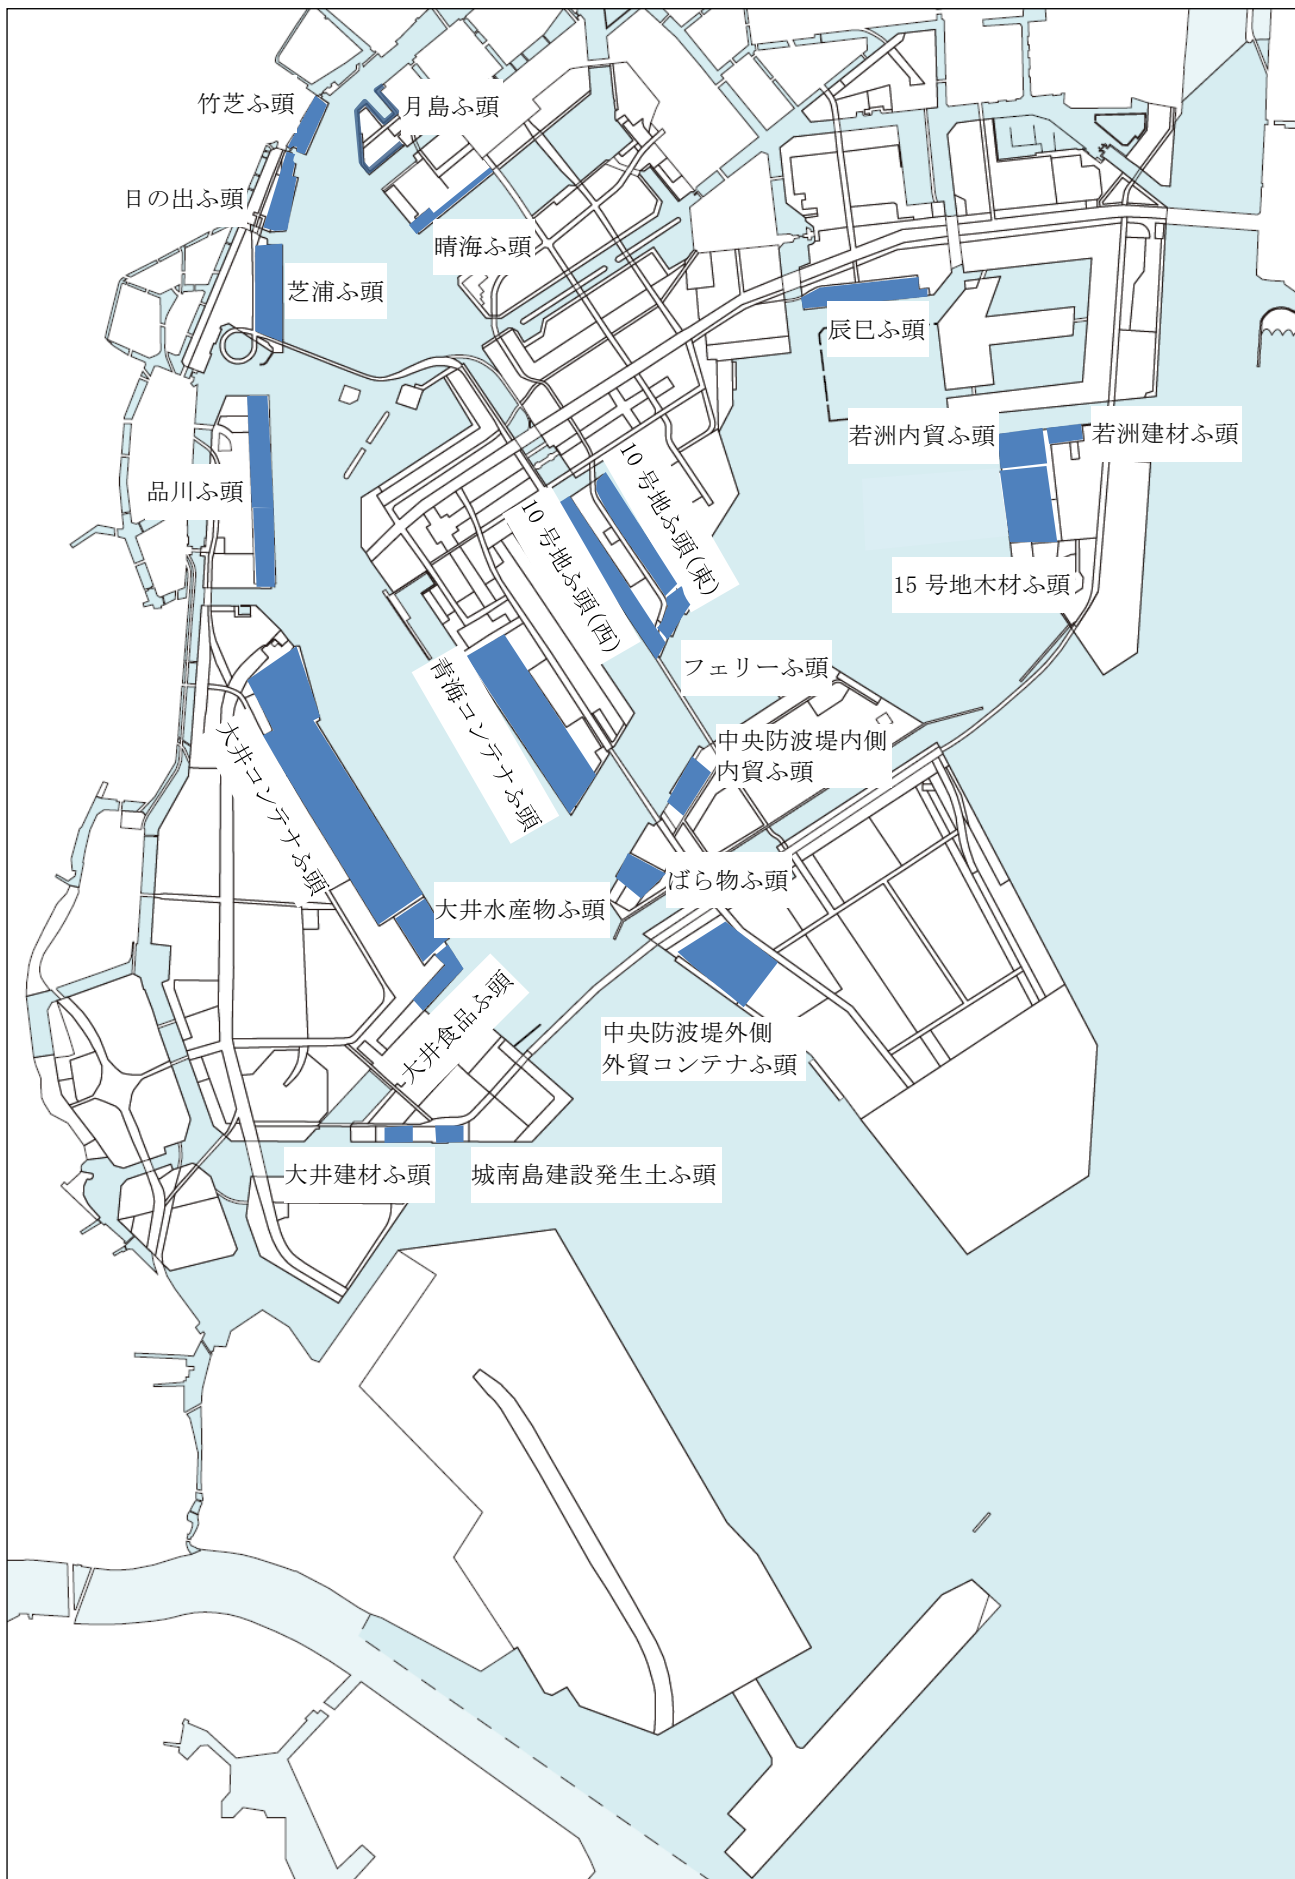 竹芝ふ頭
月島ふ頭
日の出ふ頭
晴海ふ頭
芝浦ふ頭
辰巳ふ頭
若洲内貿ふ頭
若洲建材ふ頭
品川ふ頭
10号地ふ頭(東)
10号地ふ頭(西)
15号地木材ふ頭
フェリーふ頭
青海コンテナふ頭
中央防波堤内側
内貿ふ頭
大井コンテナふ頭
ばら物ふ頭
大井水産物ふ頭
大井食品ふ頭
中央防波堤外側
外貿コンテナふ頭
大井建材ふ頭
城南島建設発生土ふ頭